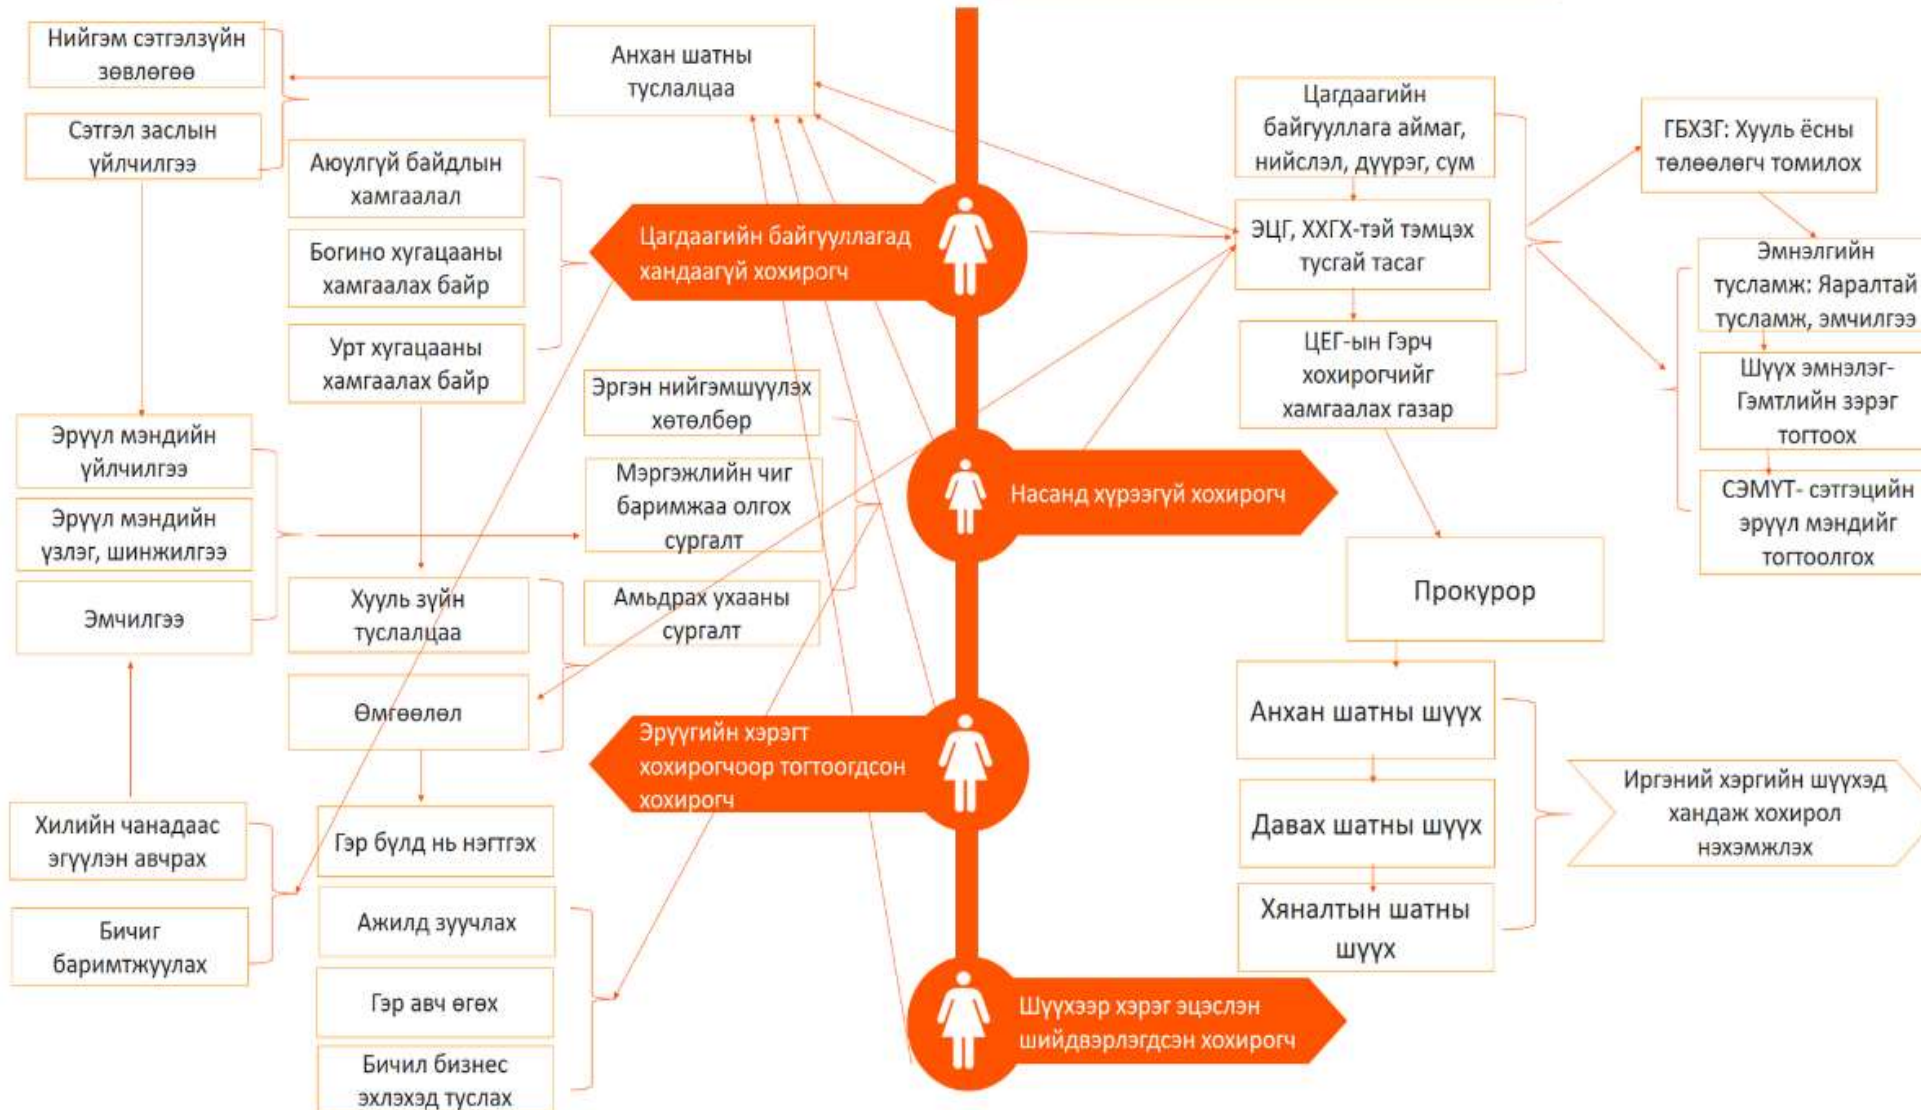 Нийгэм сэтгэлзүйн
зөвлөгөө
Сэтгэл заслын
үйлчилгээ
Анхан шатны
туслалцаа
Аюулгүй байдлын
хамгаалал
Богино хугацааны
хамгаалах байр
Урт хугацааны
хамгаалах байр
Цагдаагийн байгууллагад
хандаагүй хохирогч
Эрүүл мэндийн
үйлчилгээ
Эрүүл мэндийн
үзлэг, шинжилгээ
Эмчилгээ
Эргэн нийгэмшүүлэх
хөтөлбөр
Мэргэжлийн чиг
баримжаа олгох
сургалт
Амьдрах ухааны
сургалт
Хууль зүйн
туслалцаа
Өмгөөлөл
Хилийн чанадаас
эгүүлэн авчрах
Бичиг
баримтжуулах
Гэр бүлд нь нэгтгэх
Ажилд зуучлах
Гэр авч өгөх
Бичил бизнес
эхлэхэд туслах
Насанд хүрээгүй хохирогч
Эрүүгийн хэрэгт
хохирогчоор тогтоогдсон
хохирогч
Шүүхээр хэрэг эцэслэн
шийдвэрлэгдсэн хохирогч
Цагдаагийн
байгууллага аймаг,
нийслэл, дүүрэг, сум
ЭЦГ, ХХГХ-тэй тэмцэх
тусгай тасаг
ЦЕГ-ын Гэрч
хохирогчийг
хамгаалах газар
ГБХЗГ: Хууль ёсны
төлөөлөгч томилох
Эмнэлгийн
тусламж: Яаралтай
тусламж, эмчилгээ
Шүүх эмнэлэг-
Гэмтлийн зэрэг
тогтоох
СЭМҮТ- сэтгэцийн
эрүүл мэндийг
тогтоолгох
Прокурор
Анхан шатны шүүх
Давах шатны шүүх
Хяналтын шатны
шүүх
Иргэний хэргийн шүүхэд
хандаж хохирол
нэхэмжлэх